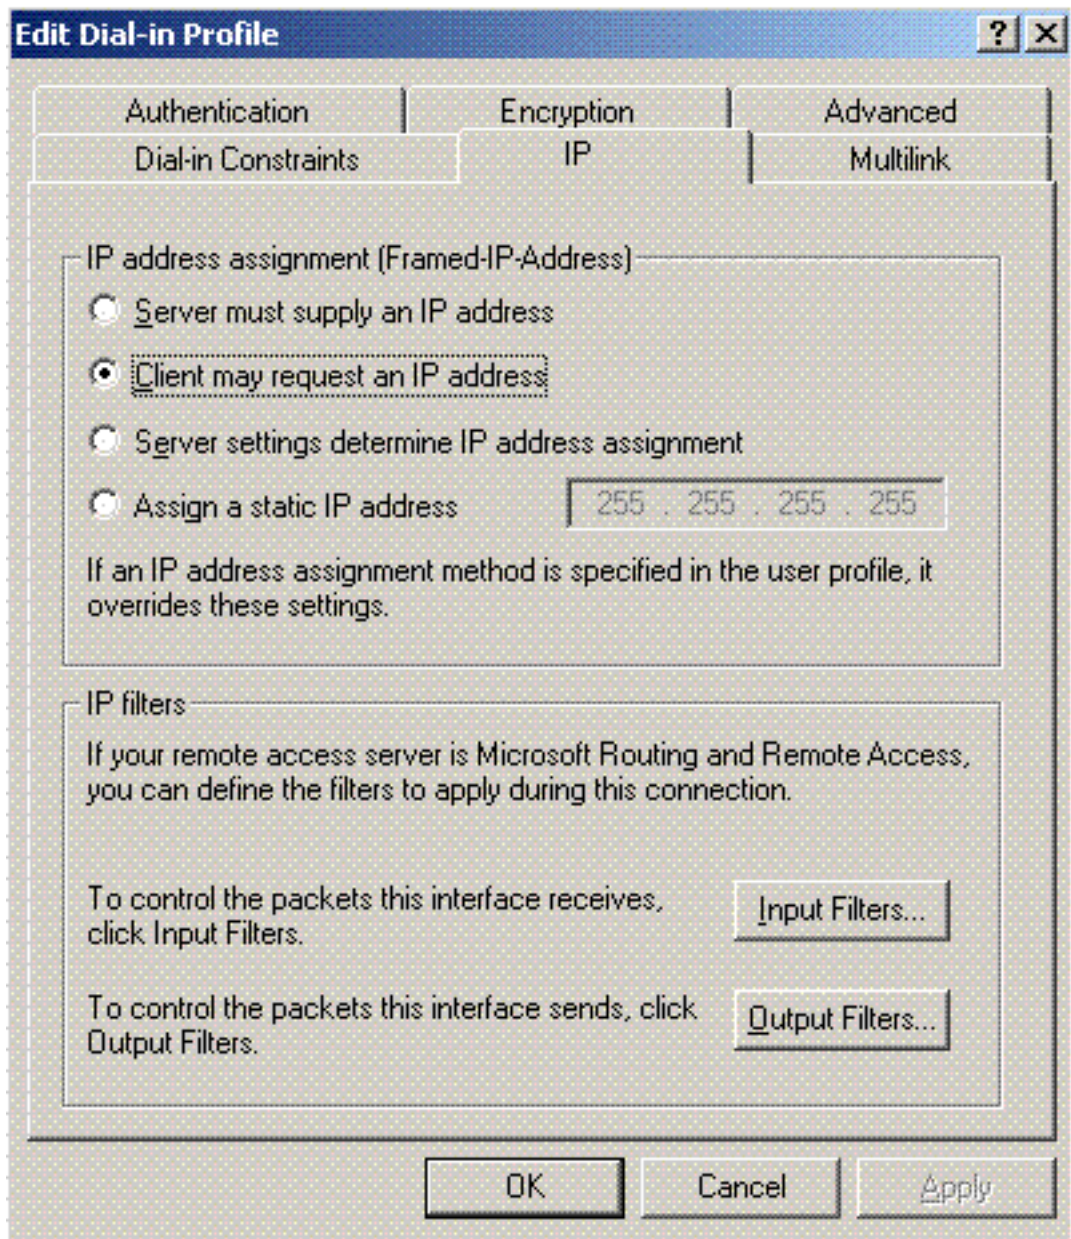 Edit Dial-in Profile
Authentication Encryption Advanced
Dial-in Constraints IP Multilink
IP address assignment (Framed-IP-Address)
Server must supply an IP address
Client may request an IP address
Server settings determine IP address assignment
Assign a static IP address 255 . 255 . 255 . 255
If an IP address assignment method is specified in the user profile, it
overrides these settings.
IP filters
If your remote access server is Microsoft Routing and Remote Access,
you can define the filters to apply during this connection.
To control the packets this interface receives,
click Input Filters.
Input Filters...
To control the packets this interface sends, click
Output Filters.
Output Filters...
OK Cancel Apply